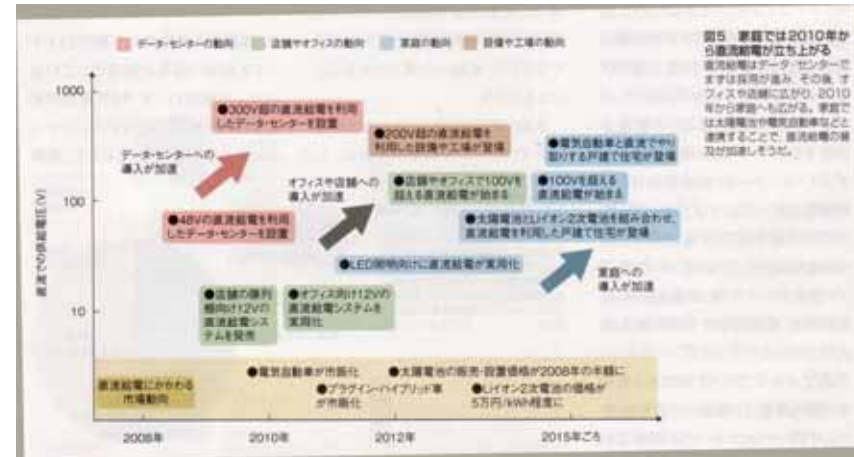 データ・センターの動向
店舗やオフィスの動向
家庭の動向
設備や工場の動向
図5 家庭では2010年か
ら直流給電が立ち上がる
直流給電はデータ・センターで
まずは採用が進み，その後，オ
フィスや店舗に広がり，2010
年から家庭へも広がる。家庭で
は太陽電池や電気自動車などと
連携することで，直流給電の普
及が加速しそうだ。
直流での供給電圧（V）
1000
100
10
●300V超の直流給電を利用
したデータ・センターを設置
データ・センターへの
導入が加速
●48Vの直流給電を利用
したデータ・センターを設置
●200V超の直流給電を
利用した設備や工場が登場
●電気自動車と直流でやり
取りする戸建て住宅が登場
オフィスや店舗への
導入が加速
●店舗やオフィスで100Vを
超える直流給電が始まる
●100Vを超える
直流給電が始まる
●太陽電池とLiイオン2次電池を組み合わせ，
直流給電を利用した戸建て住宅が登場
●LED照明向けに直流給電が実用化
家庭への
導入が加速
●店舗の陳列
棚向け12Vの
直流給電シス
テムを発売
●オフィス向け12Vの
直流給電システムを
実用化
直流給電にかかわる
市場動向
●電気自動車が市販化
●太陽電池の販売・設置価格が2008年の半額に
●プラグイン・ハイブリッド車
が市販化
●Liイオン2次電池の価格が
5万円/kWh程度に
2008年
2010年
2012年
2015年ごろ